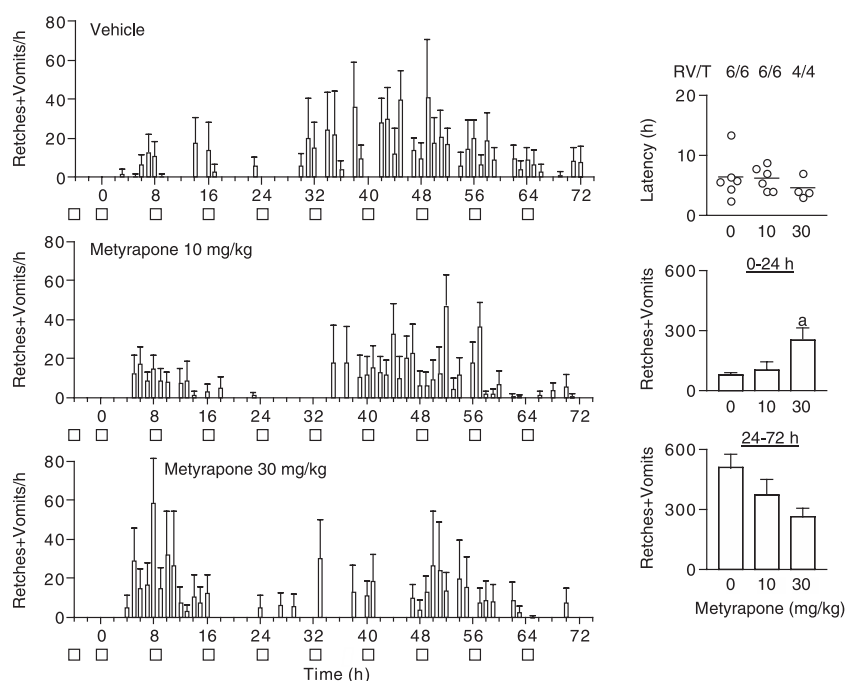 Vehicle
Retches+Vomits/h
80
60
40
20
0
0 8 16 24 32 40 48 56 64 72
Metyrapone 10 mg/kg
Retches+Vomits/h
80
60
40
20
0
0 8 16 24 32 40 48 56 64 72
Metyrapone 30 mg/kg
Retches+Vomits/h
80
60
40
20
0
0 8 16 24 32 40 48 56 64 72
Time (h)
RV/T 6/6 6/6 4/4
Latency (h)
20
10
0
0 10 30
0-24 h
Retches+Vomits
600
300
0
a
0 10 30
24-72 h
Retches+Vomits
600
300
0
0 10 30
Metyrapone (mg/kg)